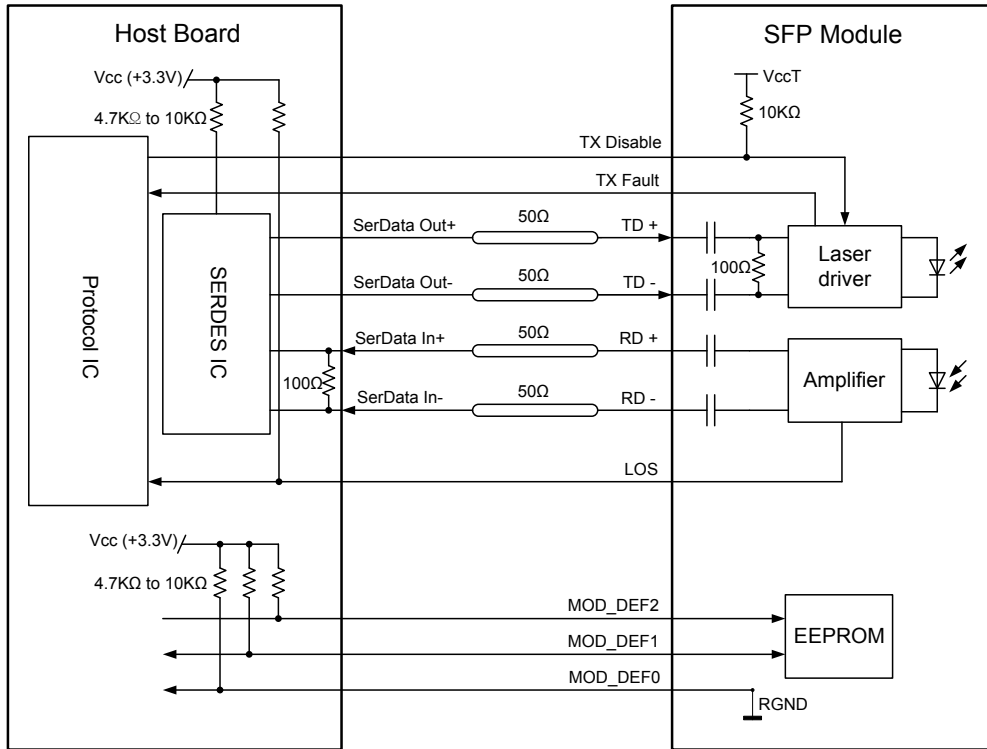 Host Board
SFP Module
Vcc (+3.3V)
4.7KΩ to 10KΩ
VccT
10KΩ
TX Disable
TX Fault
Protocol IC
SERDES IC
SerData Out+
50Ω
TD +
SerData Out-
50Ω
TD -
100Ω
Laser
driver
SerData In+
50Ω
RD +
100Ω
SerData In-
50Ω
RD -
Amplifier
LOS
Vcc (+3.3V)
4.7KΩ to 10KΩ
MOD_DEF2
MOD_DEF1
MOD_DEF0
EEPROM
RGND